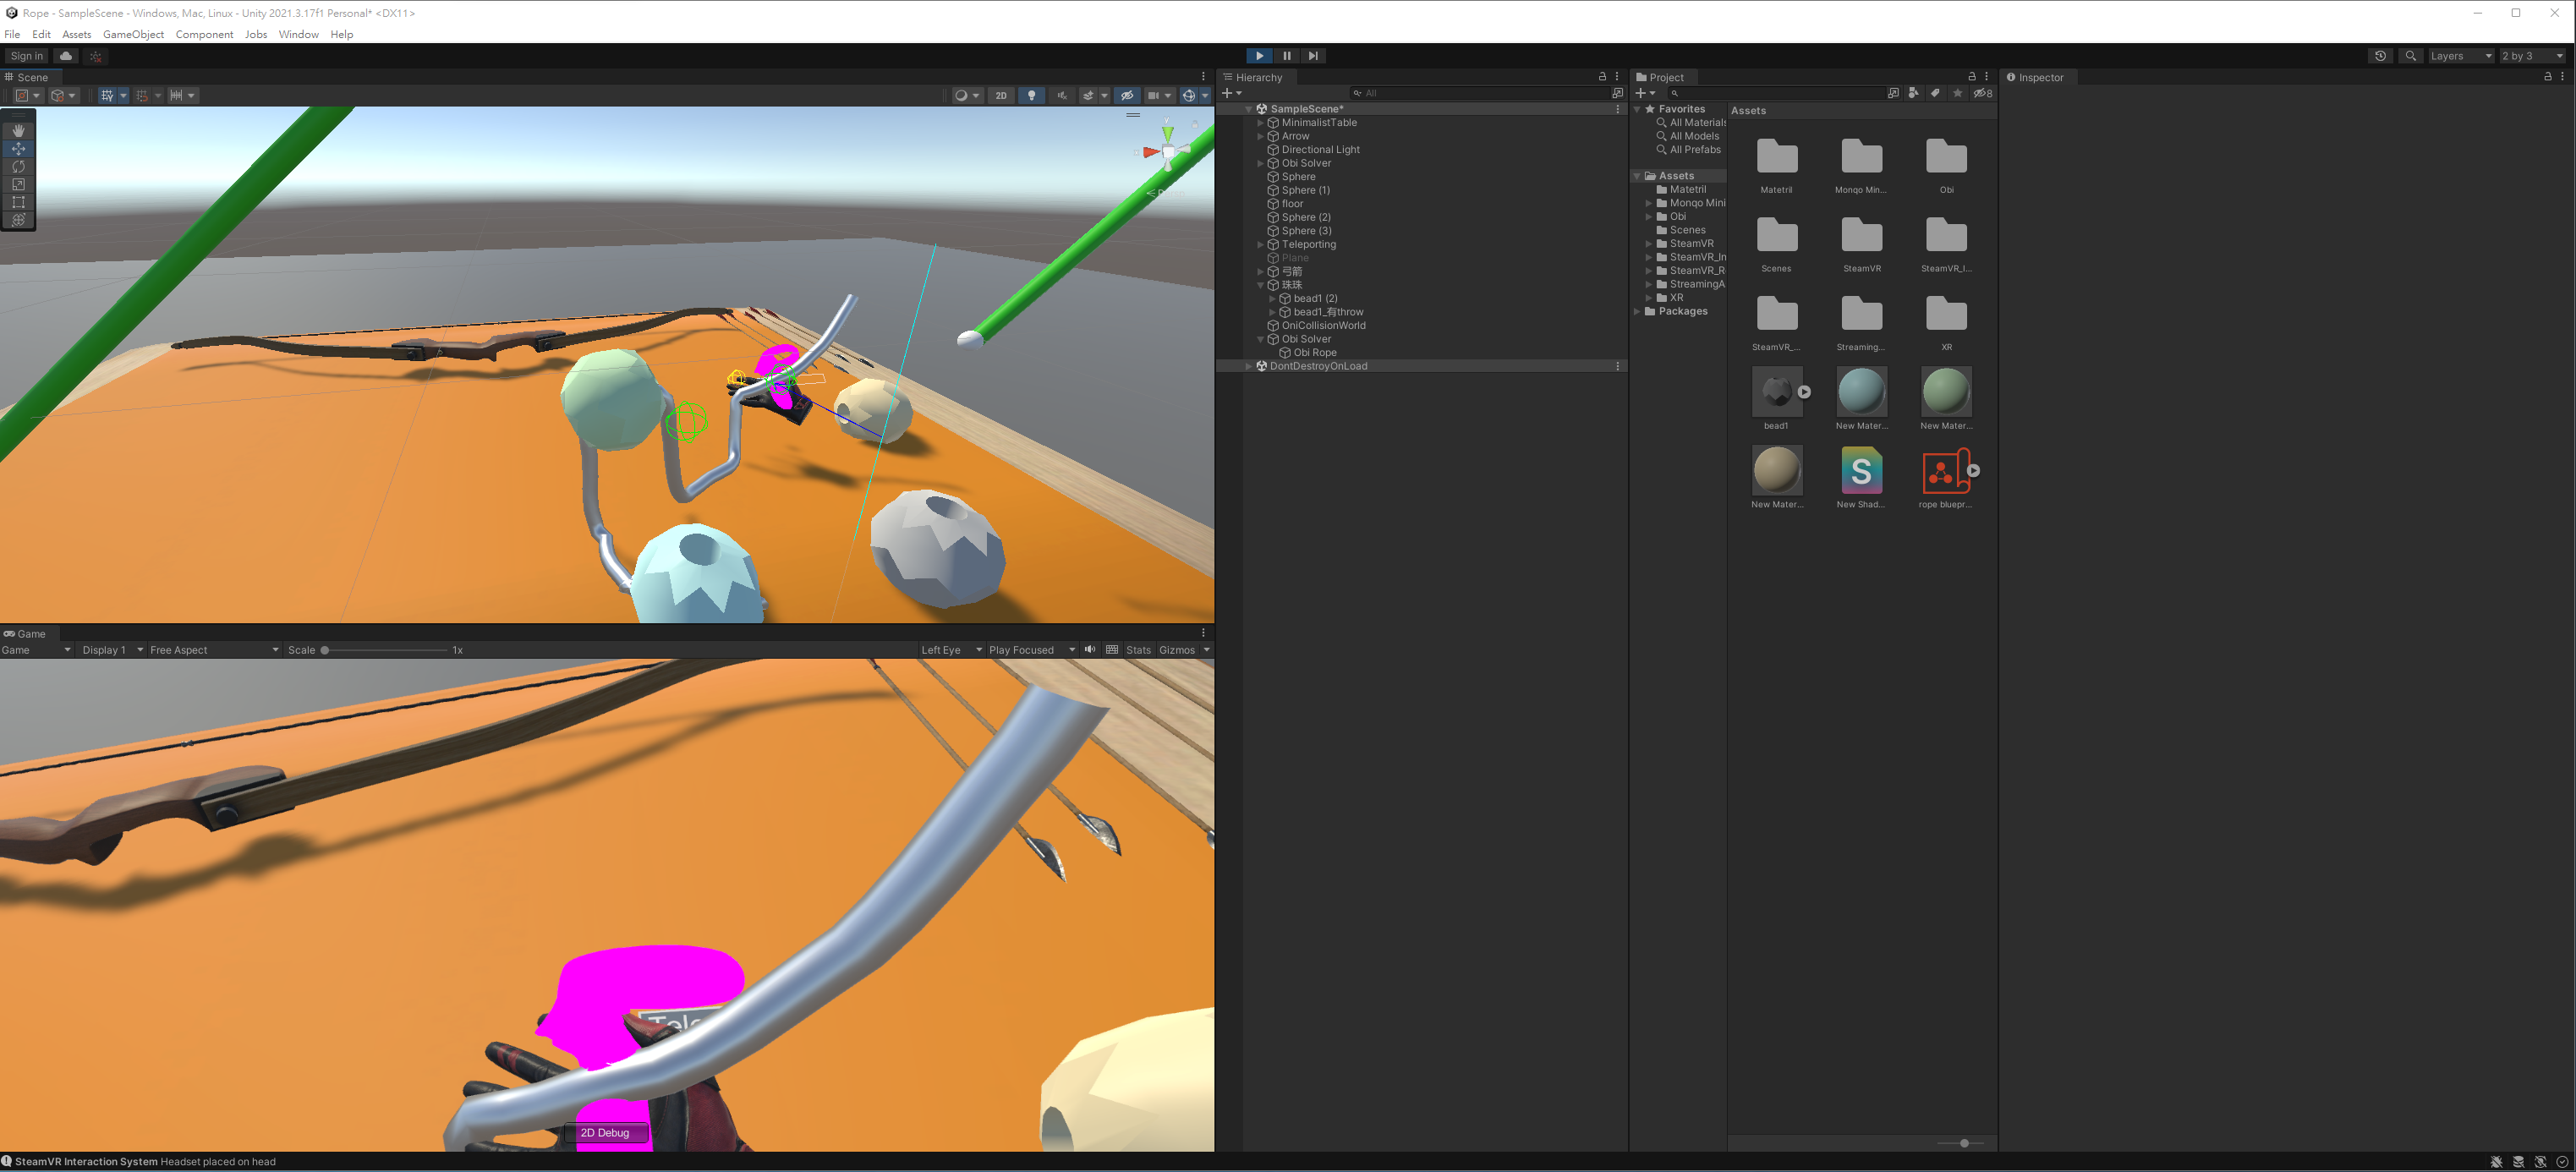 Rope - SampleScene - Windows, Mac, Linux - Unity 2021.3.17f1 Personal* <DX11>
File Edit Assets GameObject Component Jobs Window Help
Sign in
Layers
2 by 3
Scene
2D
Game
Game
Display 1
Free Aspect
Scale
1x
Left Eye
Play Focused
Stats
Gizmos
2D Debug
SteamVR Interaction System Headset placed on head
Hierarchy
All
SampleScene*
MinimalistTable
Arrow
Directional Light
Obi Solver
Sphere
Sphere (1)
floor
Sphere (2)
Sphere (3)
Teleporting
Plane
弓箭
珠珠
bead1 (2)
bead1_有throw
OniCollisionWorld
Obi Solver
Obi Rope
DontDestroyOnLoad
Project
8
Favorites
All Materials
All Models
All Prefabs
Assets
Matetril
Monqo Mini
Obi
Scenes
SteamVR
SteamVR_In
SteamVR_R
StreamingA
XR
Packages
Assets
Matetril
Monqo Min...
Obi
Scenes
SteamVR
SteamVR_I...
SteamVR_...
Streaming...
XR
bead1
New Mater...
New Mater...
New Mater...
S
New Shad...
rope bluepr...
Inspector